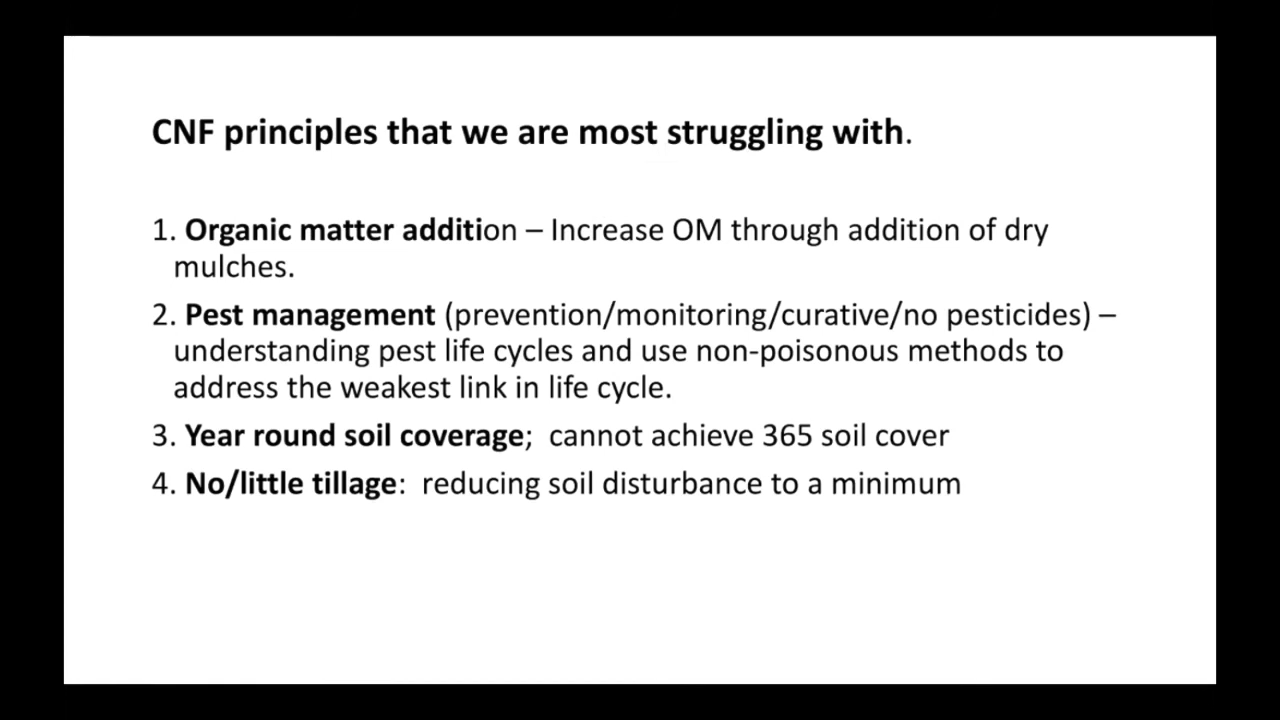 CNF principles that we are most struggling with.
1. Organic matter addition – Increase OM through addition of dry
mulches.
2. Pest management (prevention/monitoring/curative/no pesticides) –
understanding pest life cycles and use non-poisonous methods to
address the weakest link in life cycle.
3. Year round soil coverage;  cannot achieve 365 soil cover
4. No/little tillage:  reducing soil disturbance to a minimum